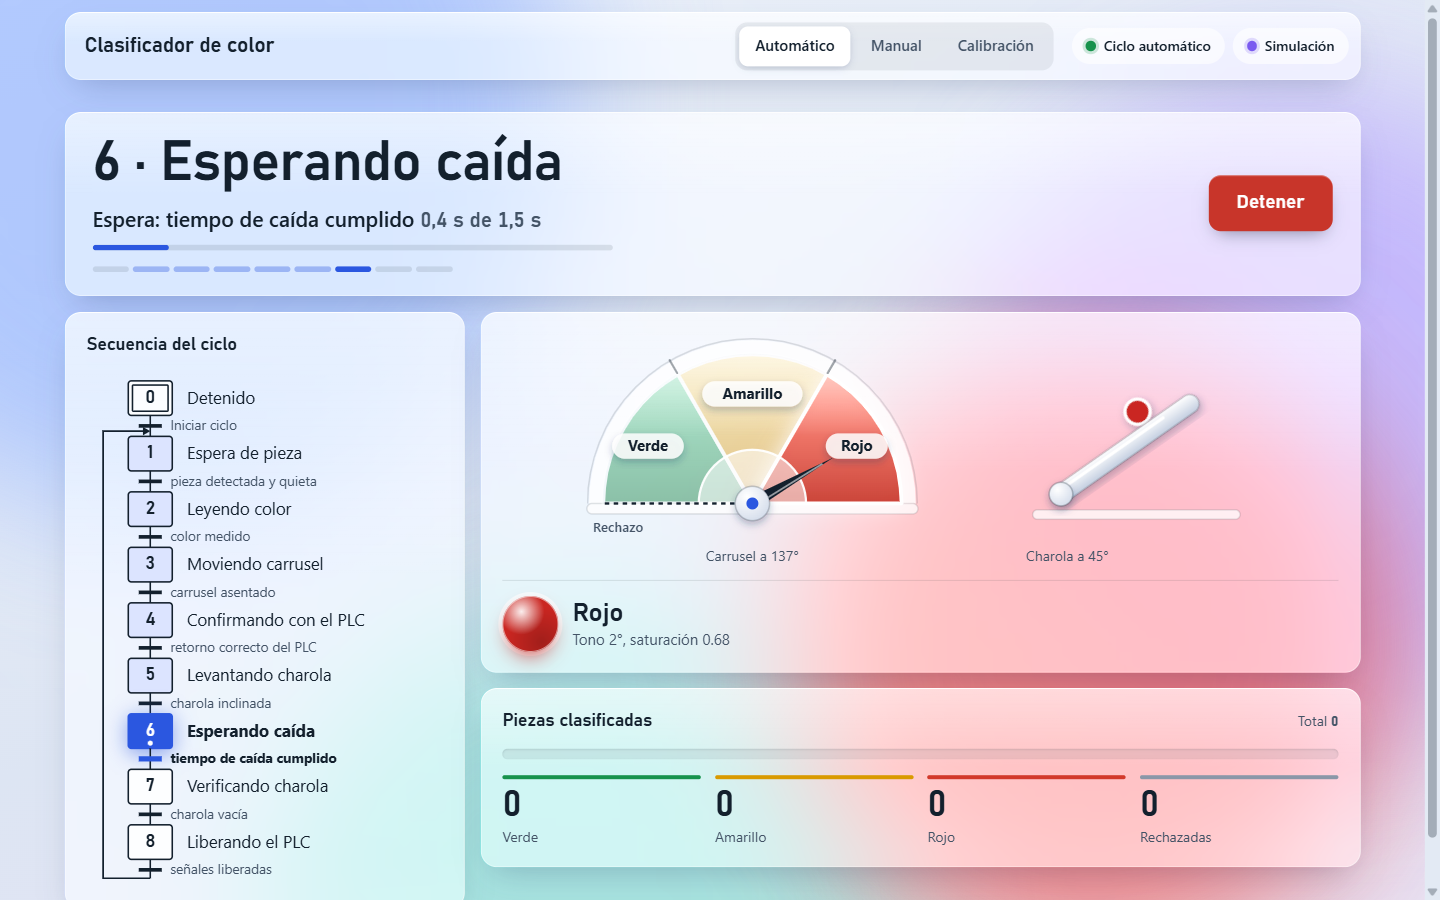 Clasificador de color
Automático
Manual
Calibración
Ciclo automático
Simulación
6 · Esperando caída
Espera: tiempo de caída cumplido 0,4 s de 1,5 s
Detener
Secuencia del ciclo
0 Detenido
Iniciar ciclo
1 Espera de pieza
pieza detectada y quieta
2 Leyendo color
color medido
3 Moviendo carrusel
carrusel asentado
4 Confirmando con el PLC
retorno correcto del PLC
5 Levantando charola
charola inclinada
6 Esperando caída
tiempo de caída cumplido
7 Verificando charola
charola vacía
8 Liberando el PLC
señales liberadas
Amarillo
Verde
Rojo
Rechazo
Carrusel a 137°
Charola a 45°
Rojo
Tono 2°, saturación 0.68
Piezas clasificadas
Total 0
0
Verde
0
Amarillo
0
Rojo
0
Rechazadas